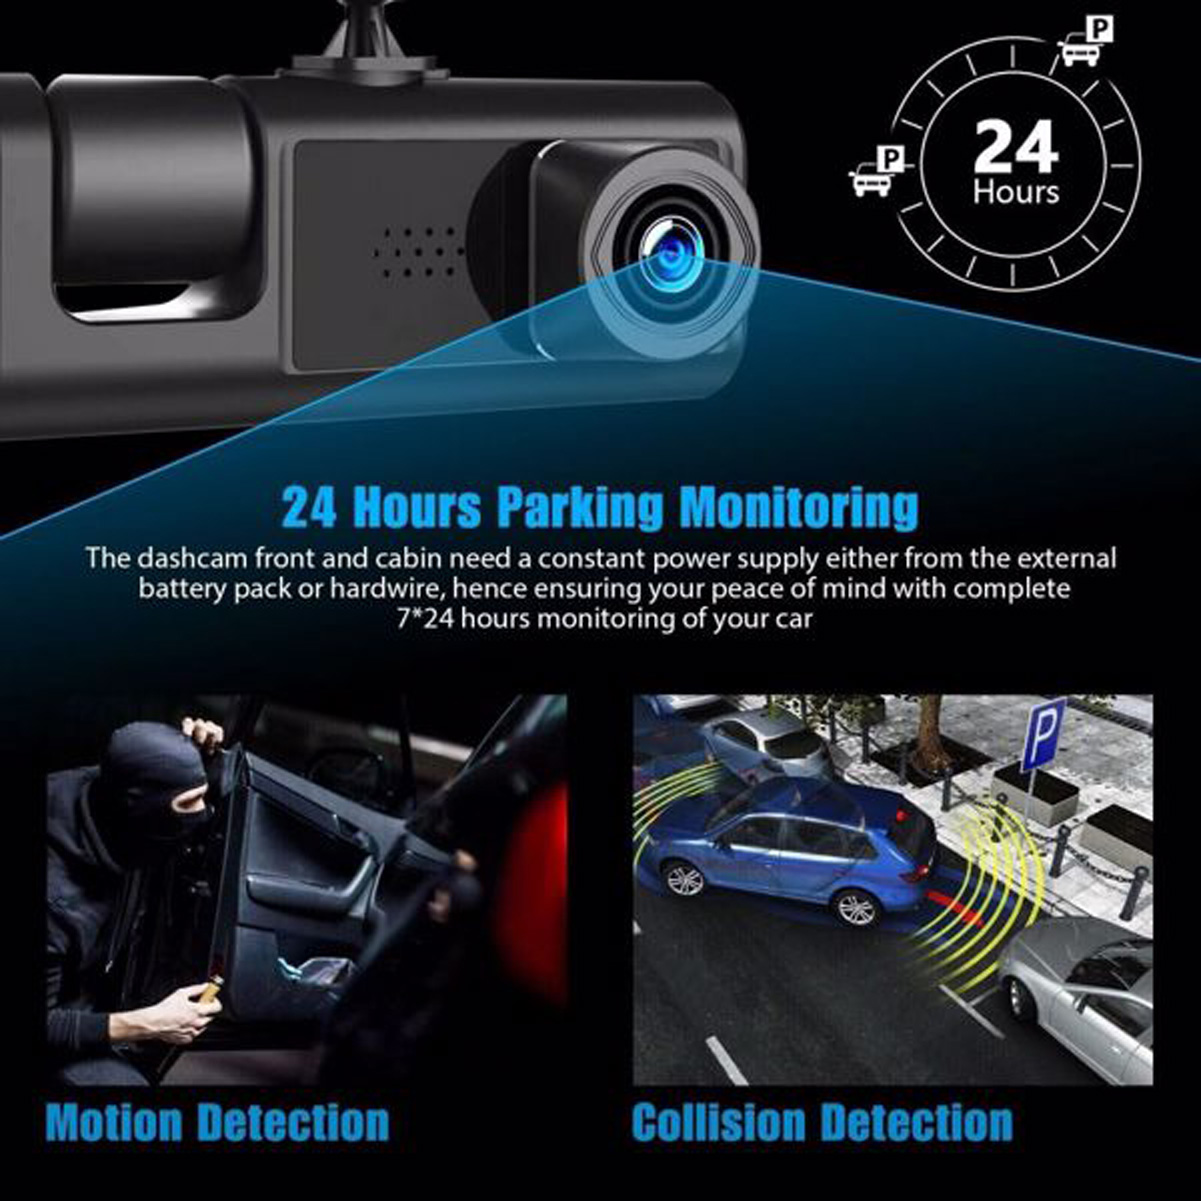 P
P
24
Hours
24 Hours Parking Monitoring
The dashcam front and cabin need a constant power supply either from the external
battery pack or hardwire, hence ensuring your peace of mind with complete
7*24 hours monitoring of your car
P
Motion Detection
Collision Detection